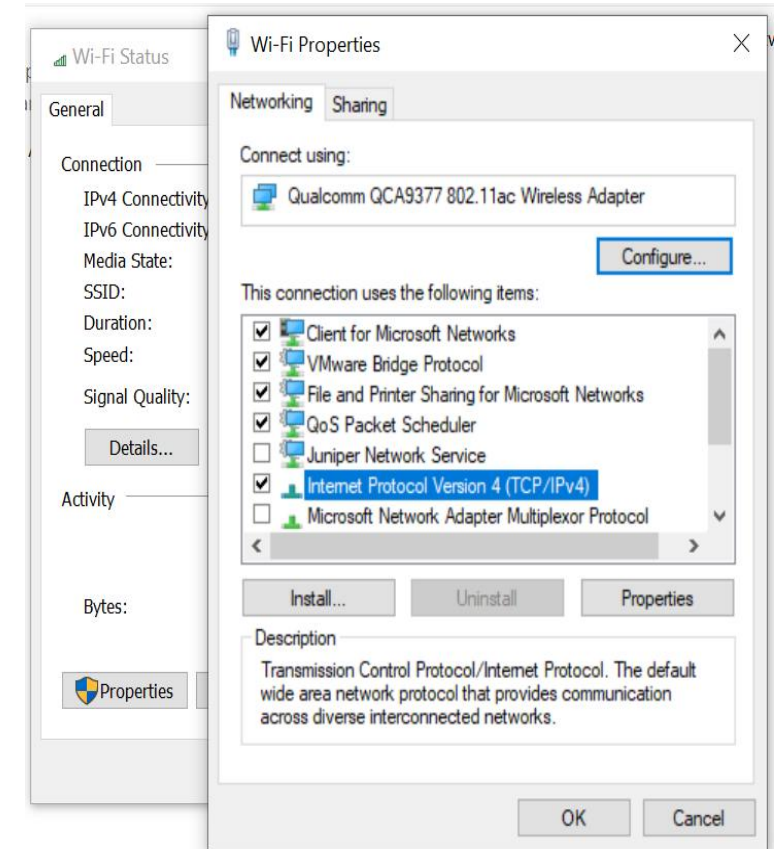 Wi-Fi Status
General
Connection
IPv4 Connectivity
IPv6 Connectivity
Media State:
SSID:
Duration:
Speed:
Signal Quality:
Details...
Activity
Bytes:
Properties
Wi-Fi Properties
Networking
Sharing
Connect using:
Qualcomm QCA9377 802.11ac Wireless Adapter
Configure...
This connection uses the following items:
Client for Microsoft Networks
VMware Bridge Protocol
File and Printer Sharing for Microsoft Networks
QoS Packet Scheduler
Juniper Network Service
Internet Protocol Version 4 (TCP/IPv4)
Microsoft Network Adapter Multiplexor Protocol
Install...
Uninstall
Properties
Description
Transmission Control Protocol/Internet Protocol. The default
wide area network protocol that provides communication
across diverse interconnected networks.
OK
Cancel